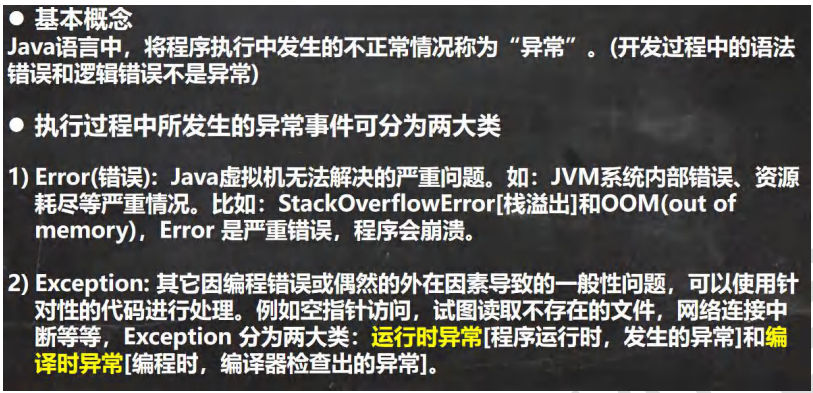 ● 基本概念
Java语言中，将程序执行中发生的不正常情况称为“异常”。(开发过程中的语法
错误和逻辑错误不是异常)
● 执行过程中所发生的异常事件可分为两大类
1) Error(错误)：Java虚拟机无法解决的严重问题。如：JVM系统内部错误、资源
耗尽等严重情况。比如：StackOverflowError[栈溢出]和OOM(out of
memory)，Error 是严重错误，程序会崩溃。
2) Exception: 其它因编程错误或偶然的外在因素导致的一般性问题，可以使用针
对性的代码进行处理。例如空指针访问，试图读取不存在的文件，网络连接中
断等等，Exception 分为两大类：运行时异常[程序运行时，发生的异常]和编
译时异常[编程时，编译器检查出的异常]。